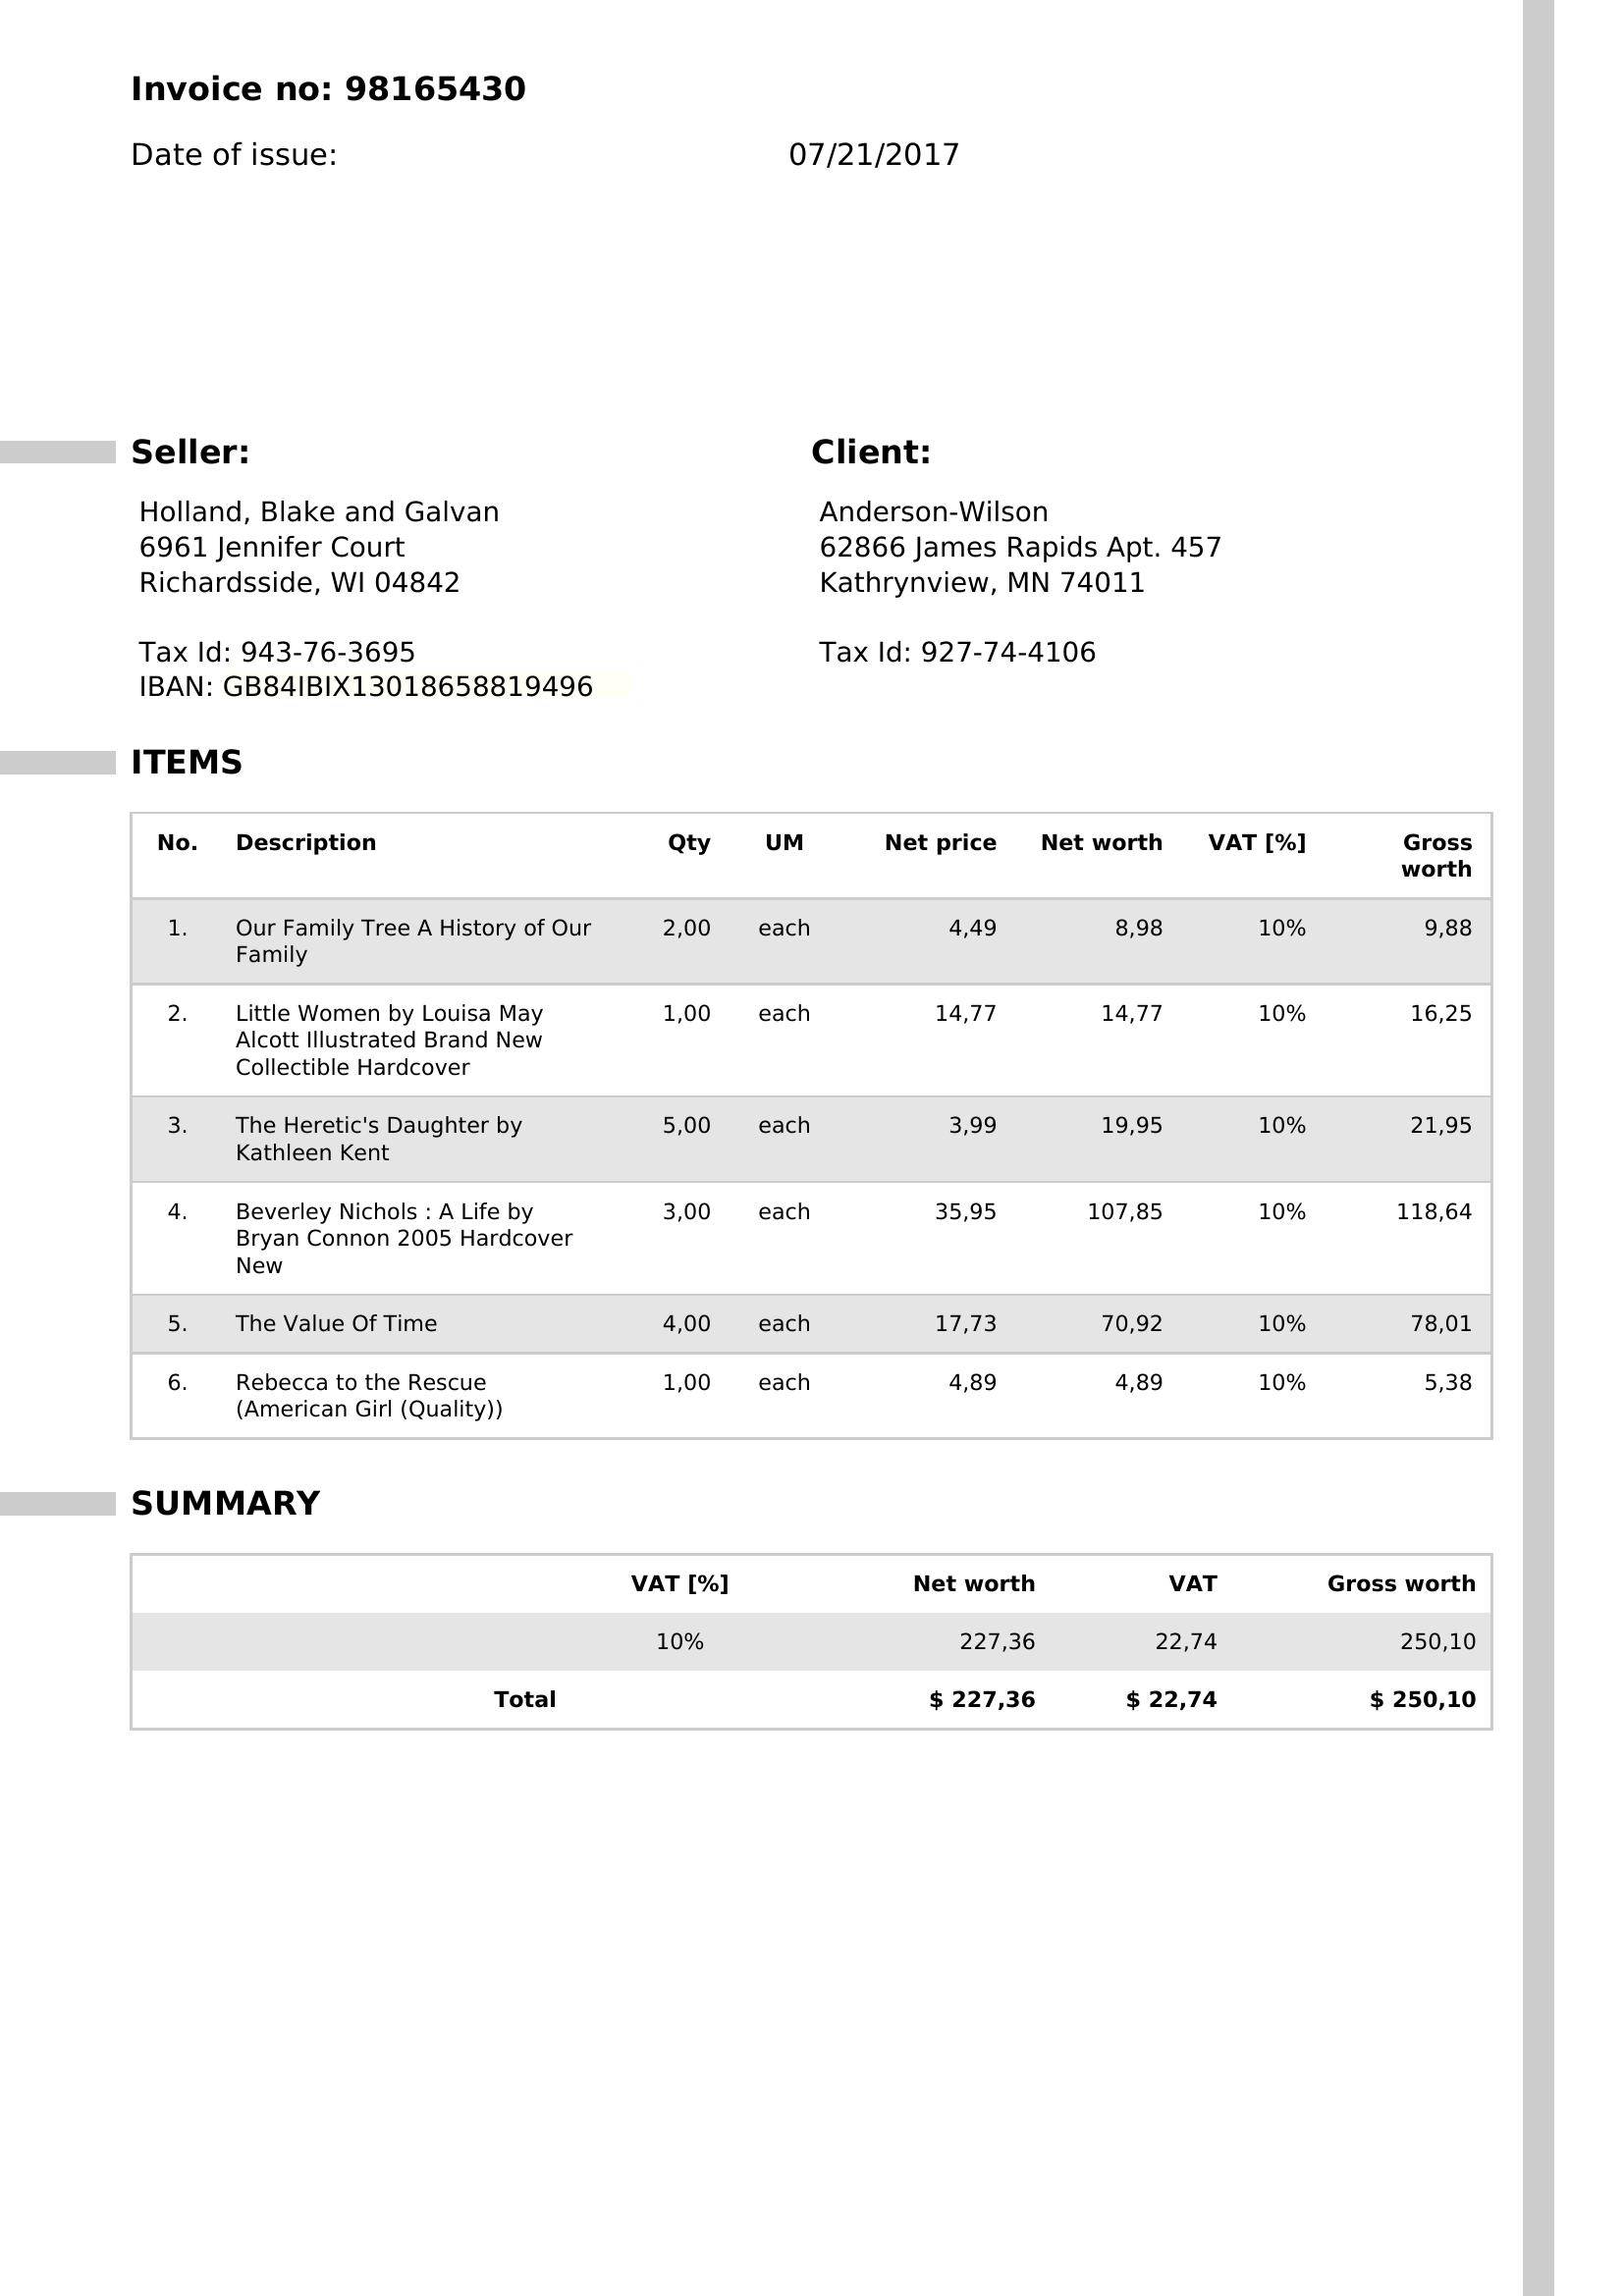 Invoice no: 98165430
Date of issue: 07/21/2017
Seller:
Holland, Blake and Galvan
6961 Jennifer Court
Richardsside, WI 04842
Tax Id: 943-76-3695
IBAN: GB84IBIX13018658819496
Client:
Anderson-Wilson
62866 James Rapids Apt. 457
Kathrynview, MN 74011
Tax Id: 927-74-4106
ITEMS
No. Description Qty UM Net price Net worth VAT [%] Gross
worth
1. Our Family Tree A History of Our 2,00 each 4,49 8,98 10% 9,88
Family
2. Little Women by Louisa May 1,00 each 14,77 14,77 10% 16,25
Alcott Illustrated Brand New
Collectible Hardcover
3. The Heretic's Daughter by 5,00 each 3,99 19,95 10% 21,95
Kathleen Kent
4. Beverley Nichols : A Life by 3,00 each 35,95 107,85 10% 118,64
Bryan Connon 2005 Hardcover
New
5. The Value Of Time 4,00 each 17,73 70,92 10% 78,01
6. Rebecca to the Rescue 1,00 each 4,89 4,89 10% 5,38
(American Girl (Quality))
SUMMARY
VAT [%] Net worth VAT Gross worth
10% 227,36 22,74 250,10
Total $ 227,36 $ 22,74 $ 250,10